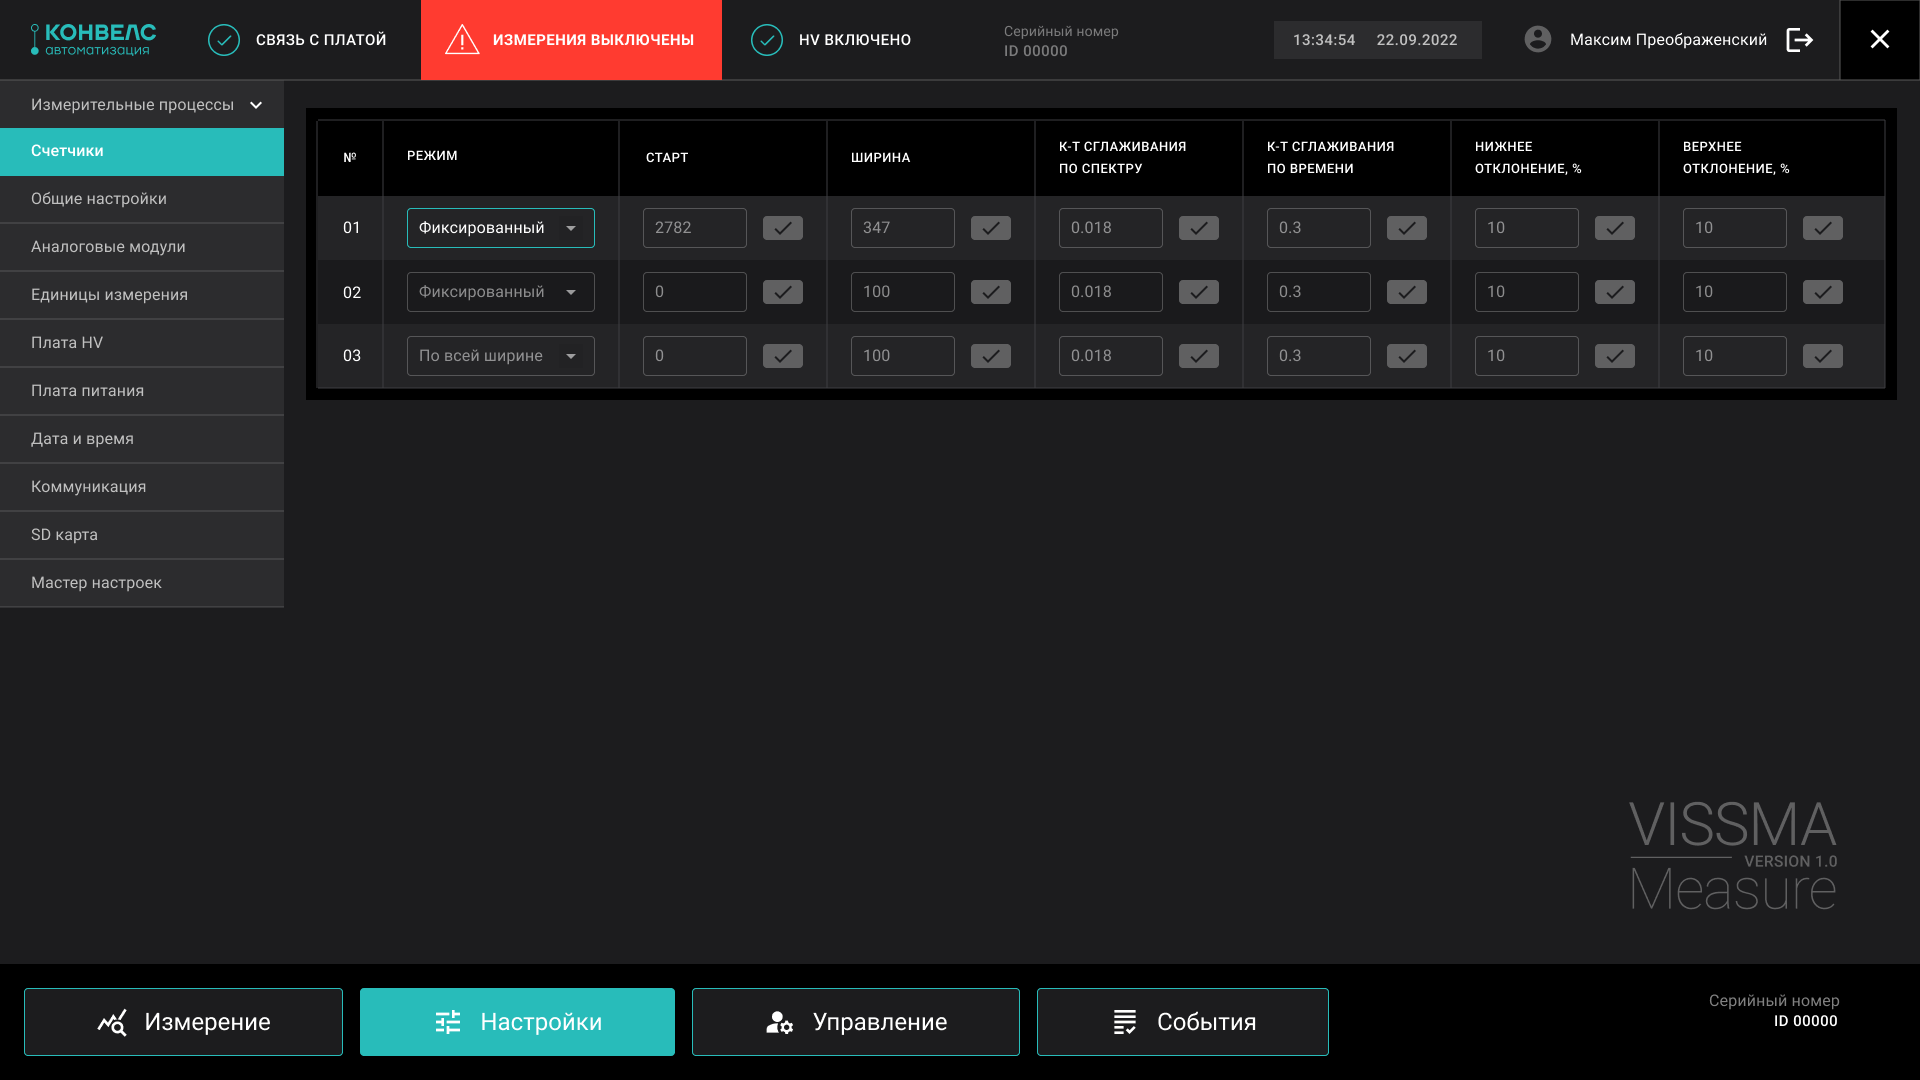 КОНВЕЛС
автоматизация
СВЯЗЬ С ПЛАТОЙ
ИЗМЕРЕНИЯ ВЫКЛЮЧЕНЫ
HV ВКЛЮЧЕНО
Серийный номер
ID 00000
13:34:54 22.09.2022
Максим Преображенский
Измерительные процессы
Счетчики
Общие настройки
Аналоговые модули
Единицы измерения
Плата HV
Плата питания
Дата и время
Коммуникация
SD карта
Мастер настроек
№ РЕЖИМ СТАРТ ШИРИНА К-Т СГЛАЖИВАНИЯ ПО СПЕКТРУ К-Т СГЛАЖИВАНИЯ ПО ВРЕМЕНИ НИЖНЕЕ ОТКЛОНЕНИЕ, % ВЕРХНЕЕ ОТКЛОНЕНИЕ, %
01 Фиксированный 2782 347 0.018 0.3 10 10
02 Фиксированный 0 100 0.018 0.3 10 10
03 По всей ширине 0 100 0.018 0.3 10 10
VISSMA
VERSION 1.0
Measure
Измерение
Настройки
Управление
События
Серийный номер
ID 00000